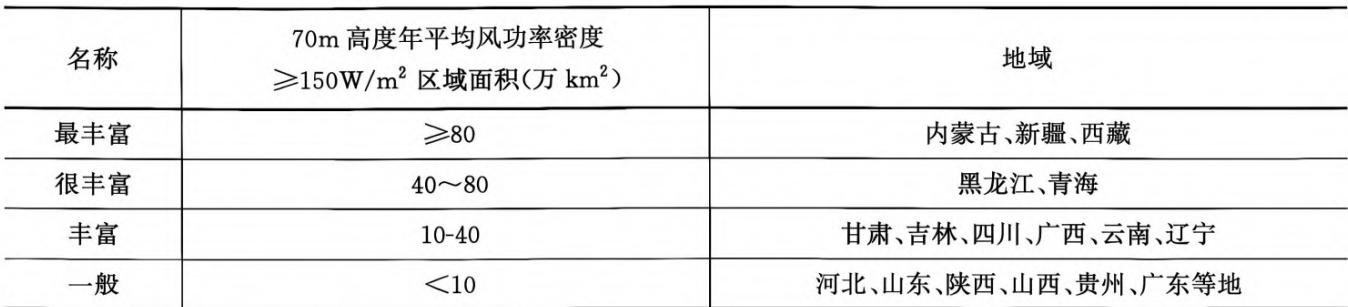 名称 70m 高度年平均风功率密度 ≥150W/m² 区域面积(万 km²) 地域
最丰富 ≥80 内蒙古、新疆、西藏
很丰富 40～80 黑龙江、青海
丰富 10-40 甘肃、吉林、四川、广西、云南、辽宁
一般 <10 河北、山东、陕西、山西、贵州、广东等地